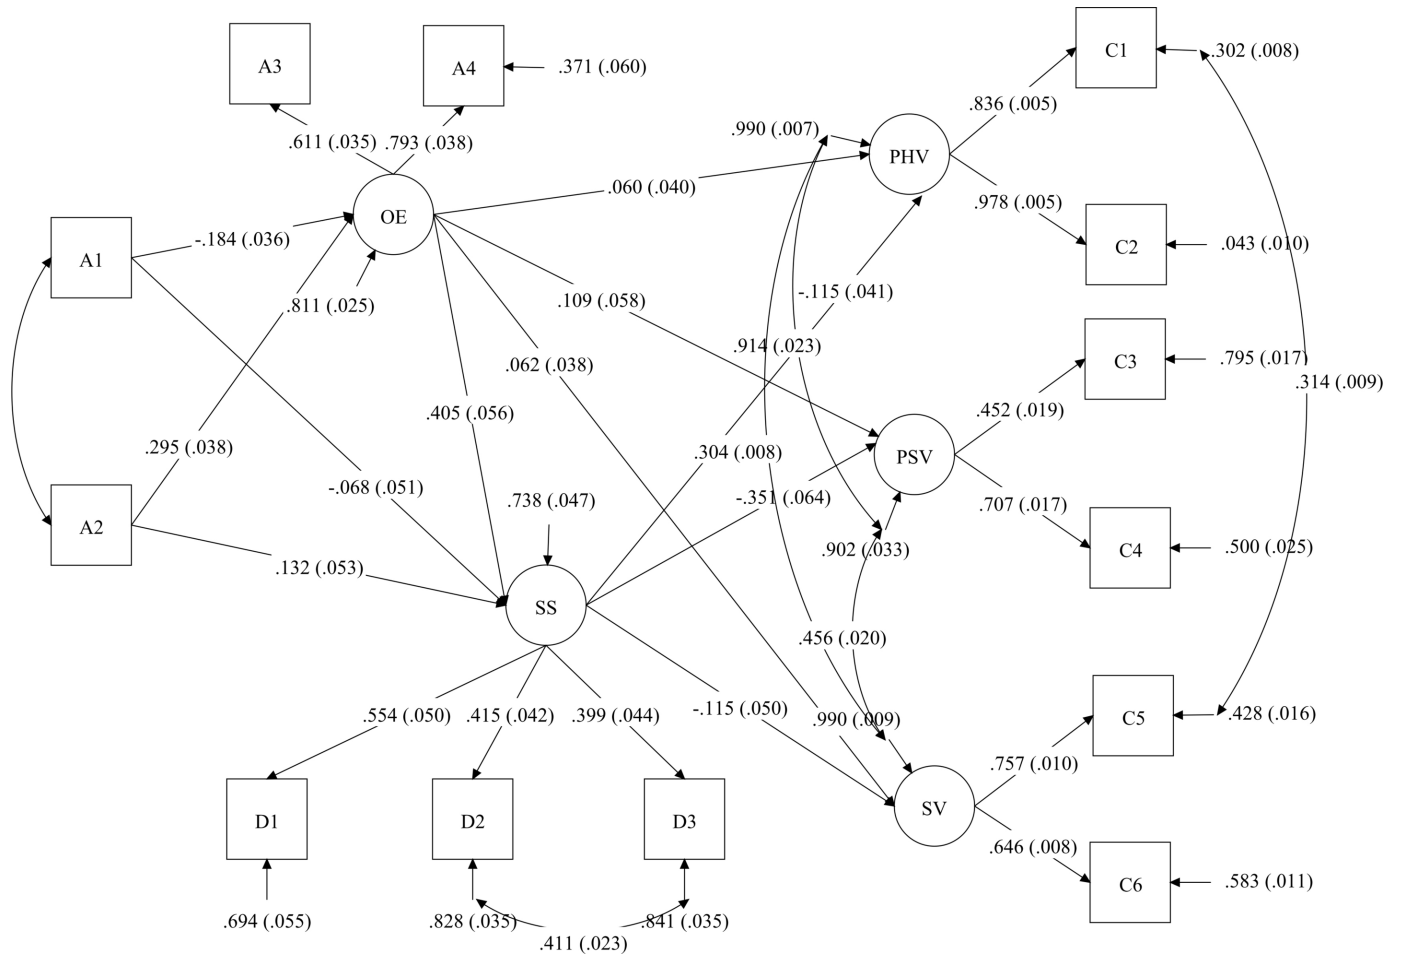 C1
.302 (.008)
A3
A4
.371 (.060)
.836 (.005)
.990 (.007)
.611 (.035)
.793 (.038)
PHV
.060 (.040)
.978 (.005)
OE
-.184 (.036)
A1
C2
.043 (.010)
-.115 (.041)
.811 (.025)
.109 (.058)
.914 (.023)
C3
.795 (.017)
.062 (.038)
.314 (.009)
.405 (.056)
.452 (.019)
.295 (.038)
.304 (.008)
PSV
-.068 (.051)
-.351 (.064)
.738 (.047)
.707 (.017)
A2
.902 (.033)
C4
.500 (.025)
.132 (.053)
SS
.456 (.020)
-.115 (.050)
.554 (.050)
.415 (.042)
.399 (.044)
.990 (.009)
C5
.428 (.016)
.757 (.010)
SV
D1
D2
D3
.646 (.008)
C6
.583 (.011)
.694 (.055)
.828 (.035)
.841 (.035)
.411 (.023)